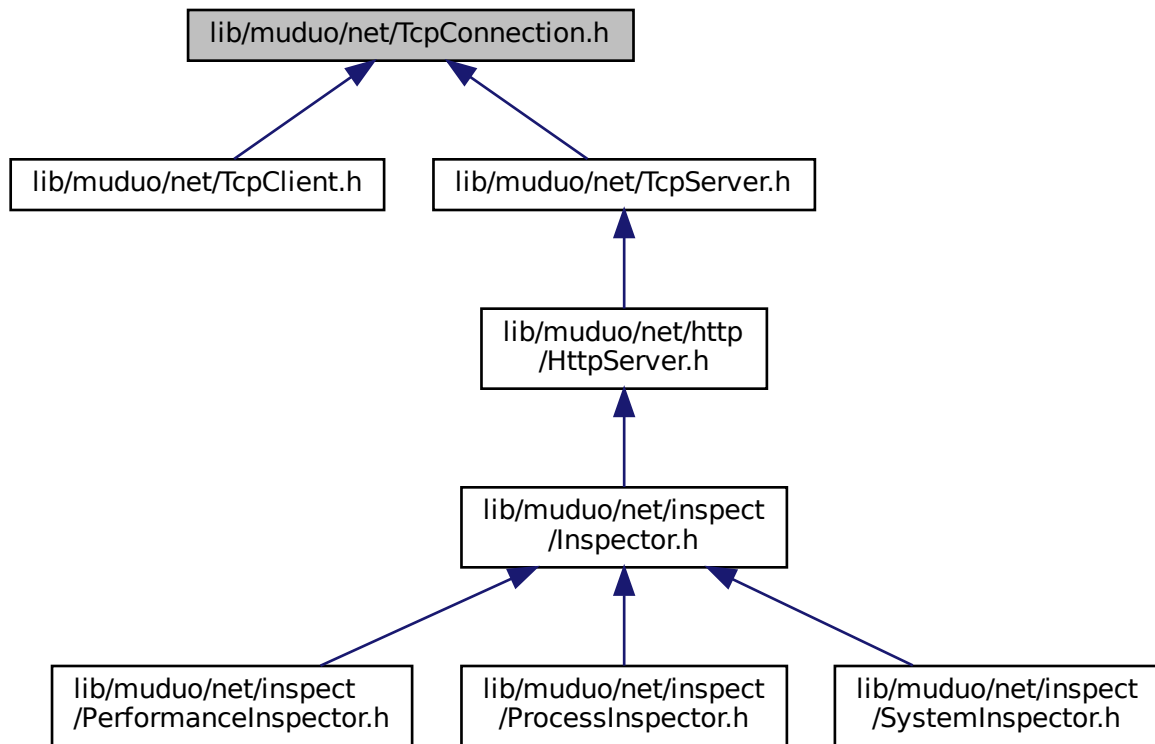 lib/muduo/net/TcpConnection.h
lib/muduo/net/TcpClient.h
lib/muduo/net/TcpServer.h
lib/muduo/net/http
/HttpServer.h
lib/muduo/net/inspect
/Inspector.h
lib/muduo/net/inspect
/PerformanceInspector.h
lib/muduo/net/inspect
/ProcessInspector.h
lib/muduo/net/inspect
/SystemInspector.h